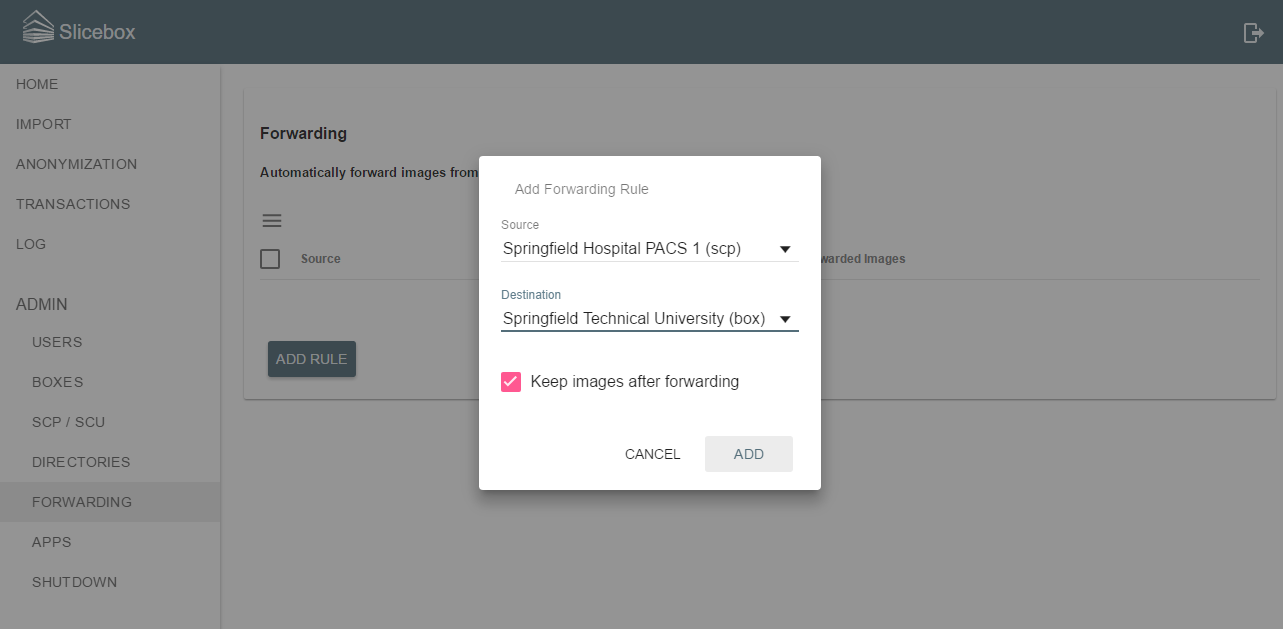 Slicebox
HOME
IMPORT
ANONYMIZATION
TRANSACTIONS
LOG
ADMIN
USERS
BOXES
SCP / SCU
DIRECTORIES
FORWARDING
APPS
SHUTDOWN
Forwarding
Automatically forward images from
Source
warded Images
ADD RULE
Add Forwarding Rule
Source
Springfield Hospital PACS 1 (scp)
Destination
Springfield Technical University (box)
Keep images after forwarding
CANCEL ADD